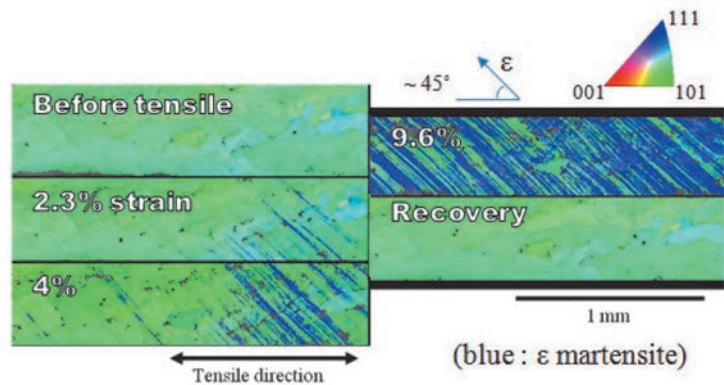 Before tensile
2.3% strain
4%
Tensile direction
~ 45°
ε
111
001
101
9.6%
Recovery
1 mm
(blue : ε martensite)